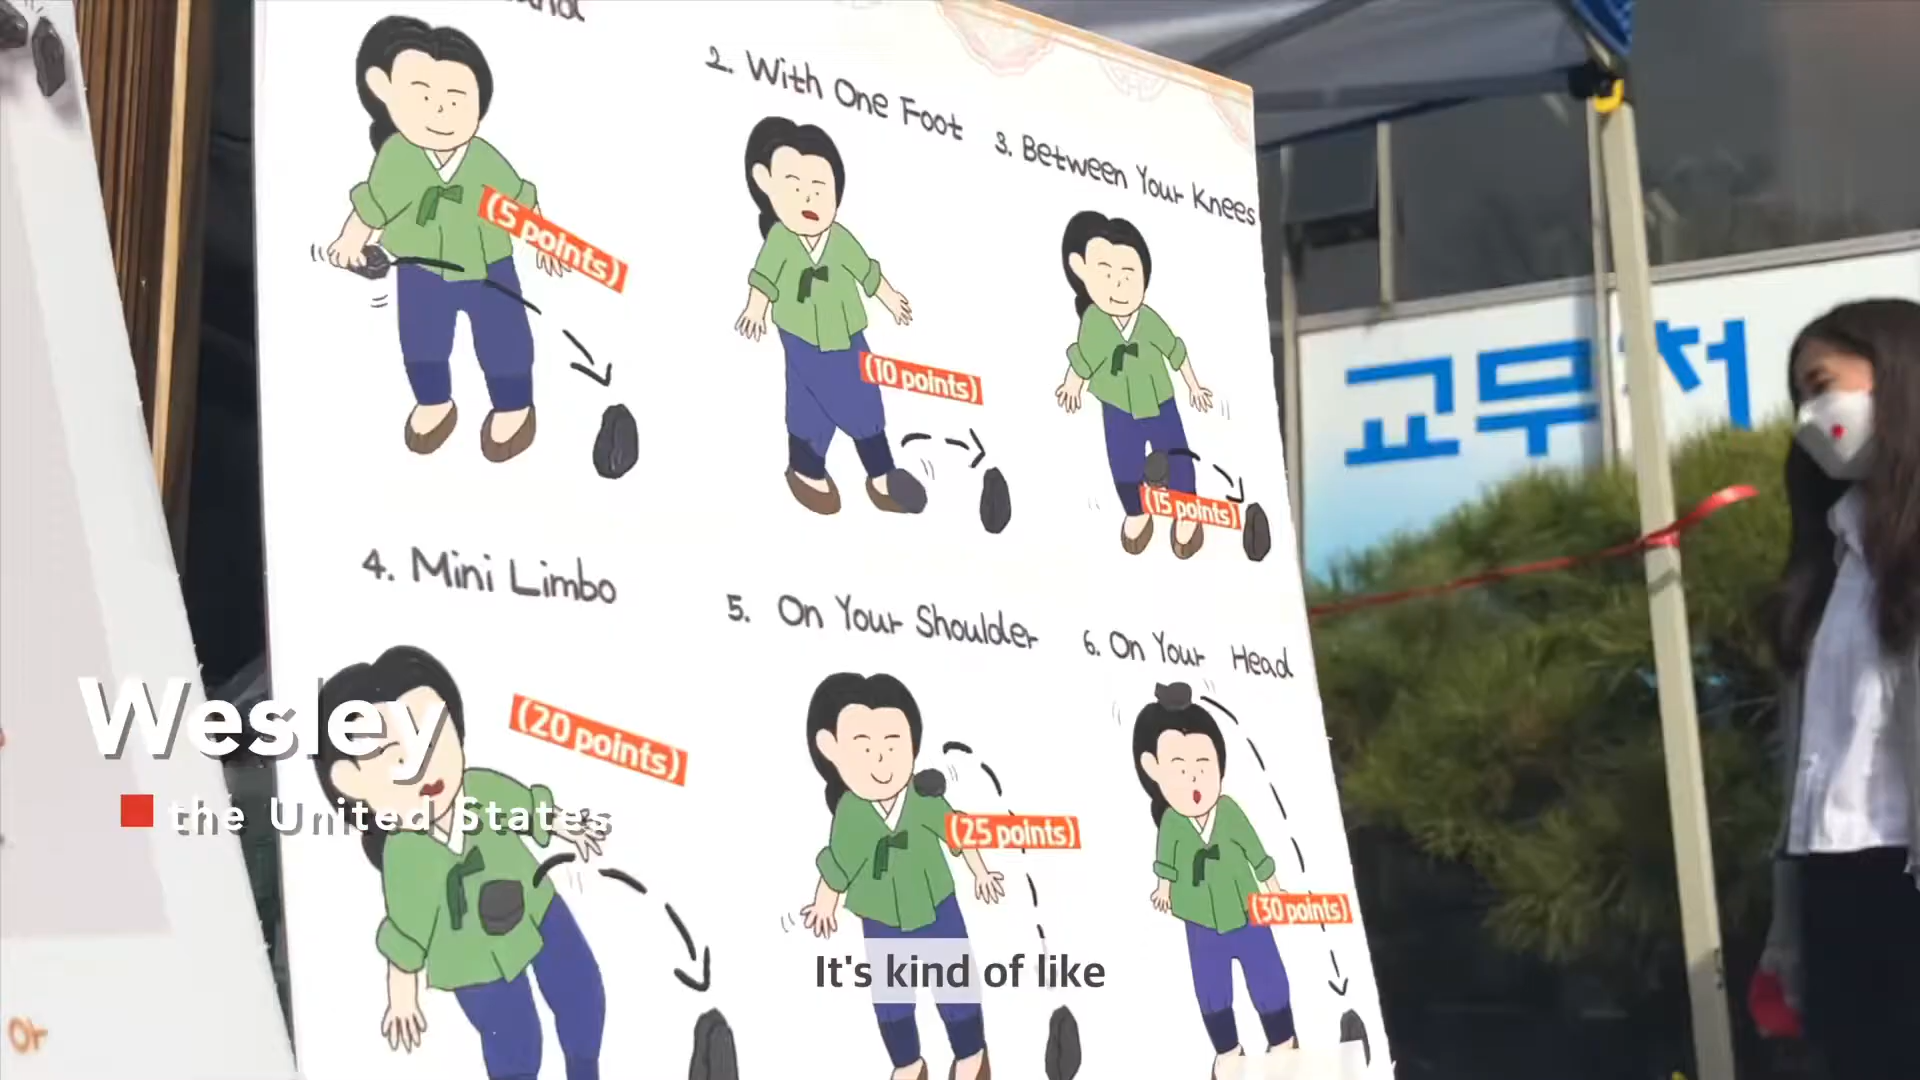 2. With One Foot
3. Between Your Knees
(5 points)
(10 points)
(15 points)
4. Mini Limbo
5. On Your Shoulder
6. On Your Head
(20 points)
(25 points)
(30 points)
교무처
Wesley
the United States
It's kind of like
or